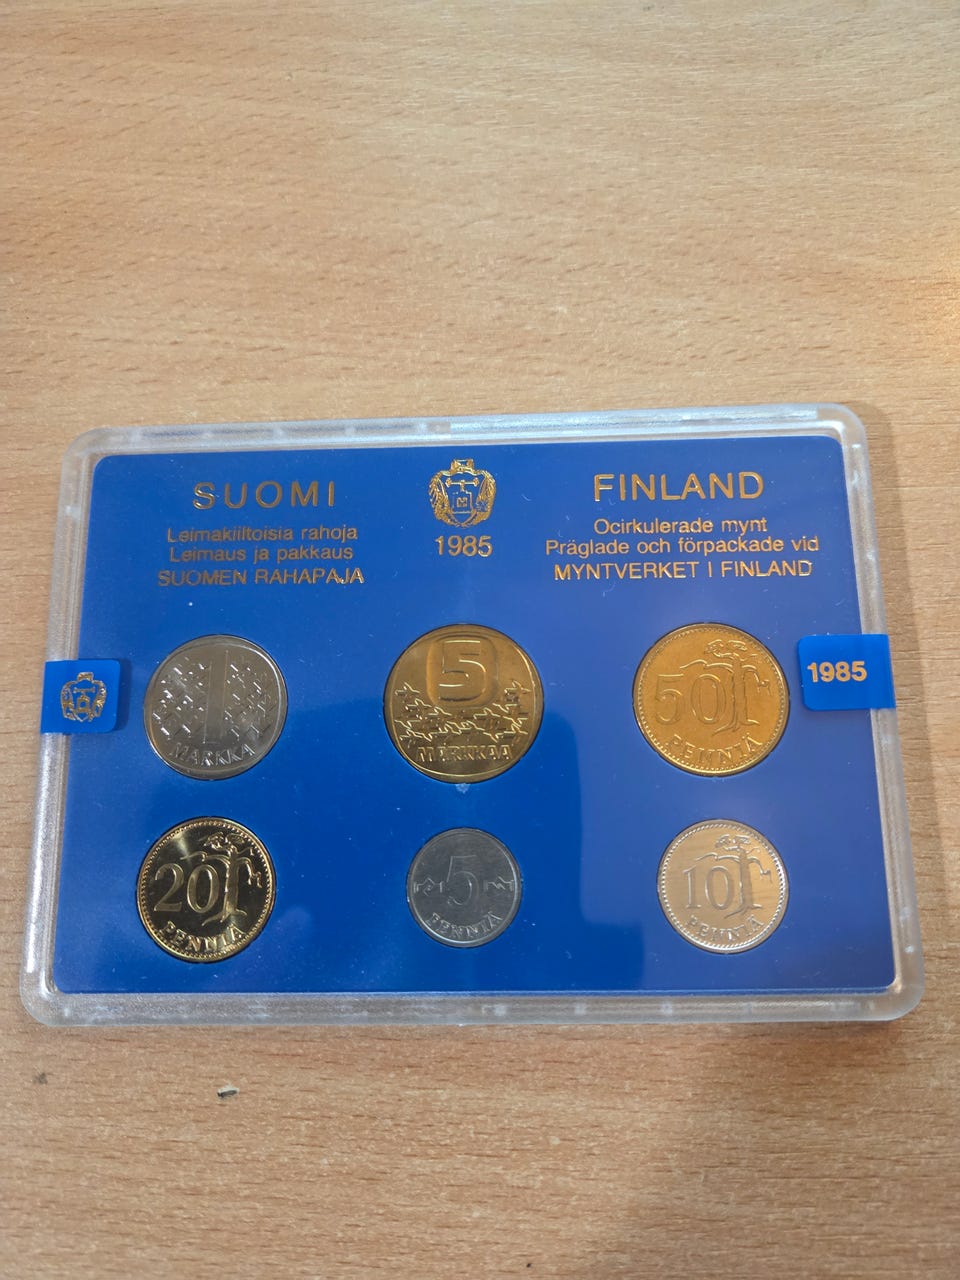 SUOMI
Leimakiiltoisia rahoja
Leimaus ja pakkaus
SUOMEN RAHAPAJA
1985
FINLAND
Ocirkulerade mynt
Präglade och förpackade vid
MYNTVERKET I FINLAND
1985
1
MARKKA
5
MARKKAA
50
PENNIÄ
20
PENNIÄ
5
PENNIÄ
10
PENNIÄ